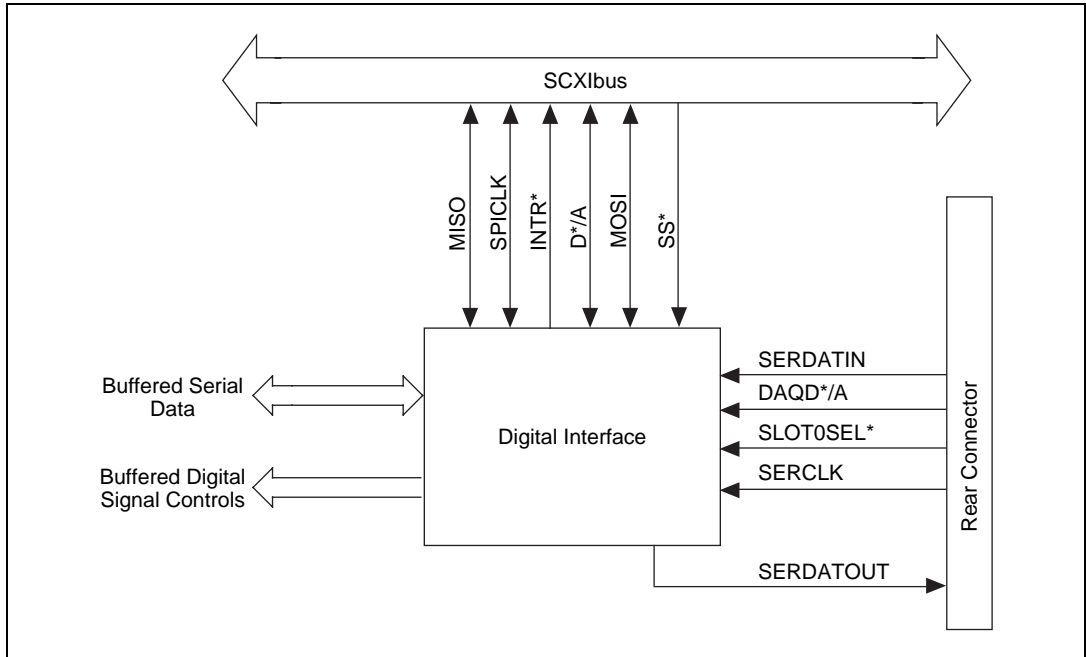 SCXIbus
MISO
SPICLK
INTR*
D*/A
MOSI
SS*
SERDATIN
DAQD*/A
SLOT0SEL*
SERCLK
SERDATOUT
Rear Connector
Buffered Serial
Data
Digital Interface
Buffered Digital
Signal Controls